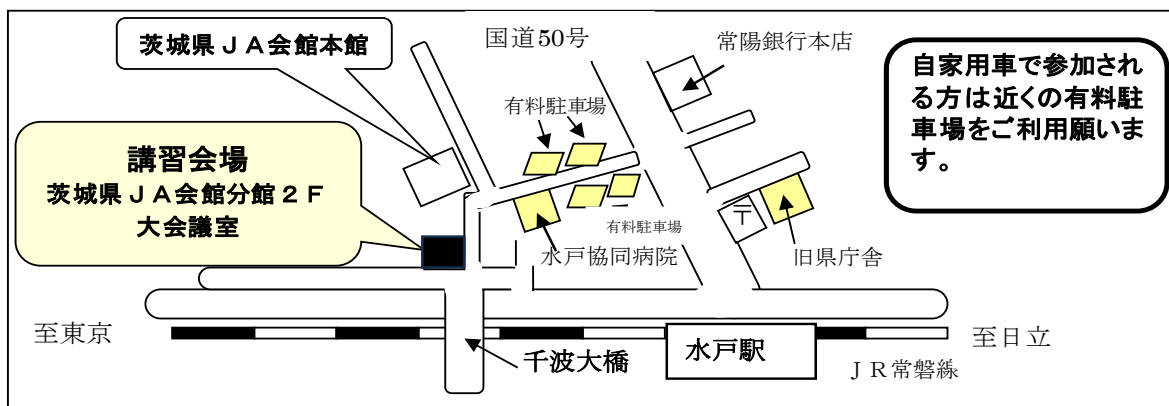 茨城県ＪＡ会館本館
国道50号
常陽銀行本店
自家用車で参加され
る方は近くの有料駐
車場をご利用願いま
す。
有料駐車場
講習会場
茨城県ＪＡ会館分館２Ｆ
大会議室
〒
有料駐車場
水戸協同病院
旧県庁舎
至東京
千波大橋
水戸駅
至日立
ＪＲ常磐線